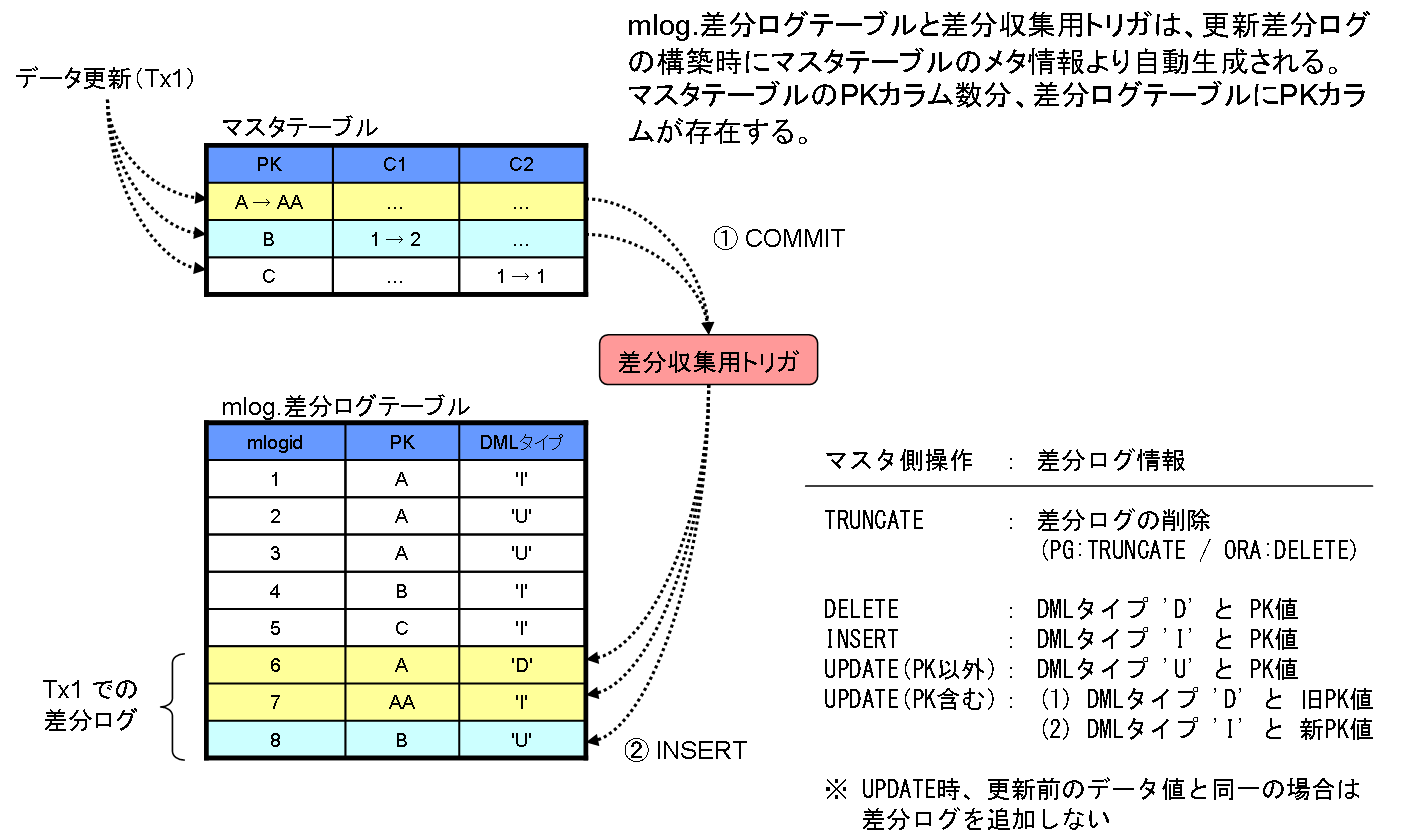 mlog.差分ログテーブルと差分収集用トリガは、更新差分ログ
の構築時にマスタテーブルのメタ情報より自動生成される。
マスタテーブルのPKカラム数分、差分ログテーブルにPKカラ
ムが存在する。
データ更新(Tx1)
マスタテーブル
PK C1 C2
A → AA … …
B 1 → 2 …
C … 1 → 1
① COMMIT
差分収集用トリガ
mlog.差分ログテーブル
mlogid PK DMLタイプ
1 A 'I'
2 A 'U'
3 A 'U'
4 B 'I'
5 C 'I'
6 A 'D'
7 AA 'I'
8 B 'U'
Tx1 での
差分ログ
② INSERT
マスタ側操作 : 差分ログ情報
TRUNCATE : 差分ログの削除
(PG:TRUNCATE / ORA:DELETE)
DELETE : DMLタイプ 'D' と PK値
INSERT : DMLタイプ 'I' と PK値
UPDATE(PK以外) : DMLタイプ 'U' と PK値
UPDATE(PK含む) : (1) DMLタイプ 'D' と 旧PK値
(2) DMLタイプ 'I' と 新PK値
※ UPDATE時、更新前のデータ値と同一の場合は
差分ログを追加しない